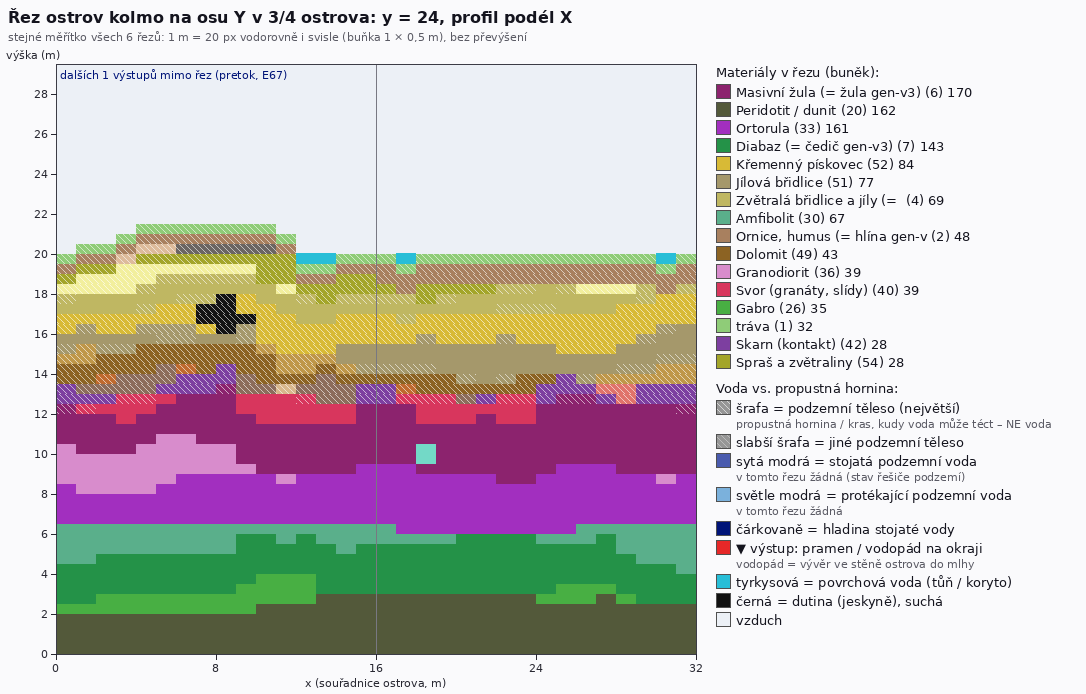 Řez ostrov kolmo na osu Y v 3/4 ostrova: y = 24, profil podél X
stejné měřítko všech 6 řezů: 1 m = 20 px vodorovně i svisle (buňka 1 × 0,5 m), bez převýšení
výška (m)
dalších 1 výstupů mimo řez (pretok, E67)
28
26
24
22
20
18
16
14
12
10
8
6
4
2
0
0
8
16
24
32
x (souřadnice ostrova, m)
Materiály v řezu (buněk):
Masivní žula (= žula gen-v3) (6) 170
Peridotit / dunit (20) 162
Ortorula (33) 161
Diabaz (= čedič gen-v3) (7) 143
Křemenný pískovec (52) 84
Jílová břidlice (51) 77
Zvětralá břidlice a jíly (=  (4) 69
Amfibolit (30) 67
Ornice, humus (= hlína gen-v (2) 48
Dolomit (49) 43
Granodiorit (36) 39
Svor (granáty, slídy) (40) 39
Gabro (26) 35
tráva (1) 32
Skarn (kontakt) (42) 28
Spraš a zvětraliny (54) 28
Voda vs. propustná hornina:
šrafa = podzemní těleso (největší)
propustná hornina / kras, kudy voda může téct – NE voda
slabší šrafa = jiné podzemní těleso
sytá modrá = stojatá podzemní voda
v tomto řezu žádná (stav řešiče podzemí)
světle modrá = protékající podzemní voda
v tomto řezu žádná
čárkovaně = hladina stojaté vody
▼ výstup: pramen / vodopád na okraji
vodopád = vývěr ve stěně ostrova do mlhy
tyrkysová = povrchová voda (tůň / koryto)
černá = dutina (jeskyně), suchá
vzduch